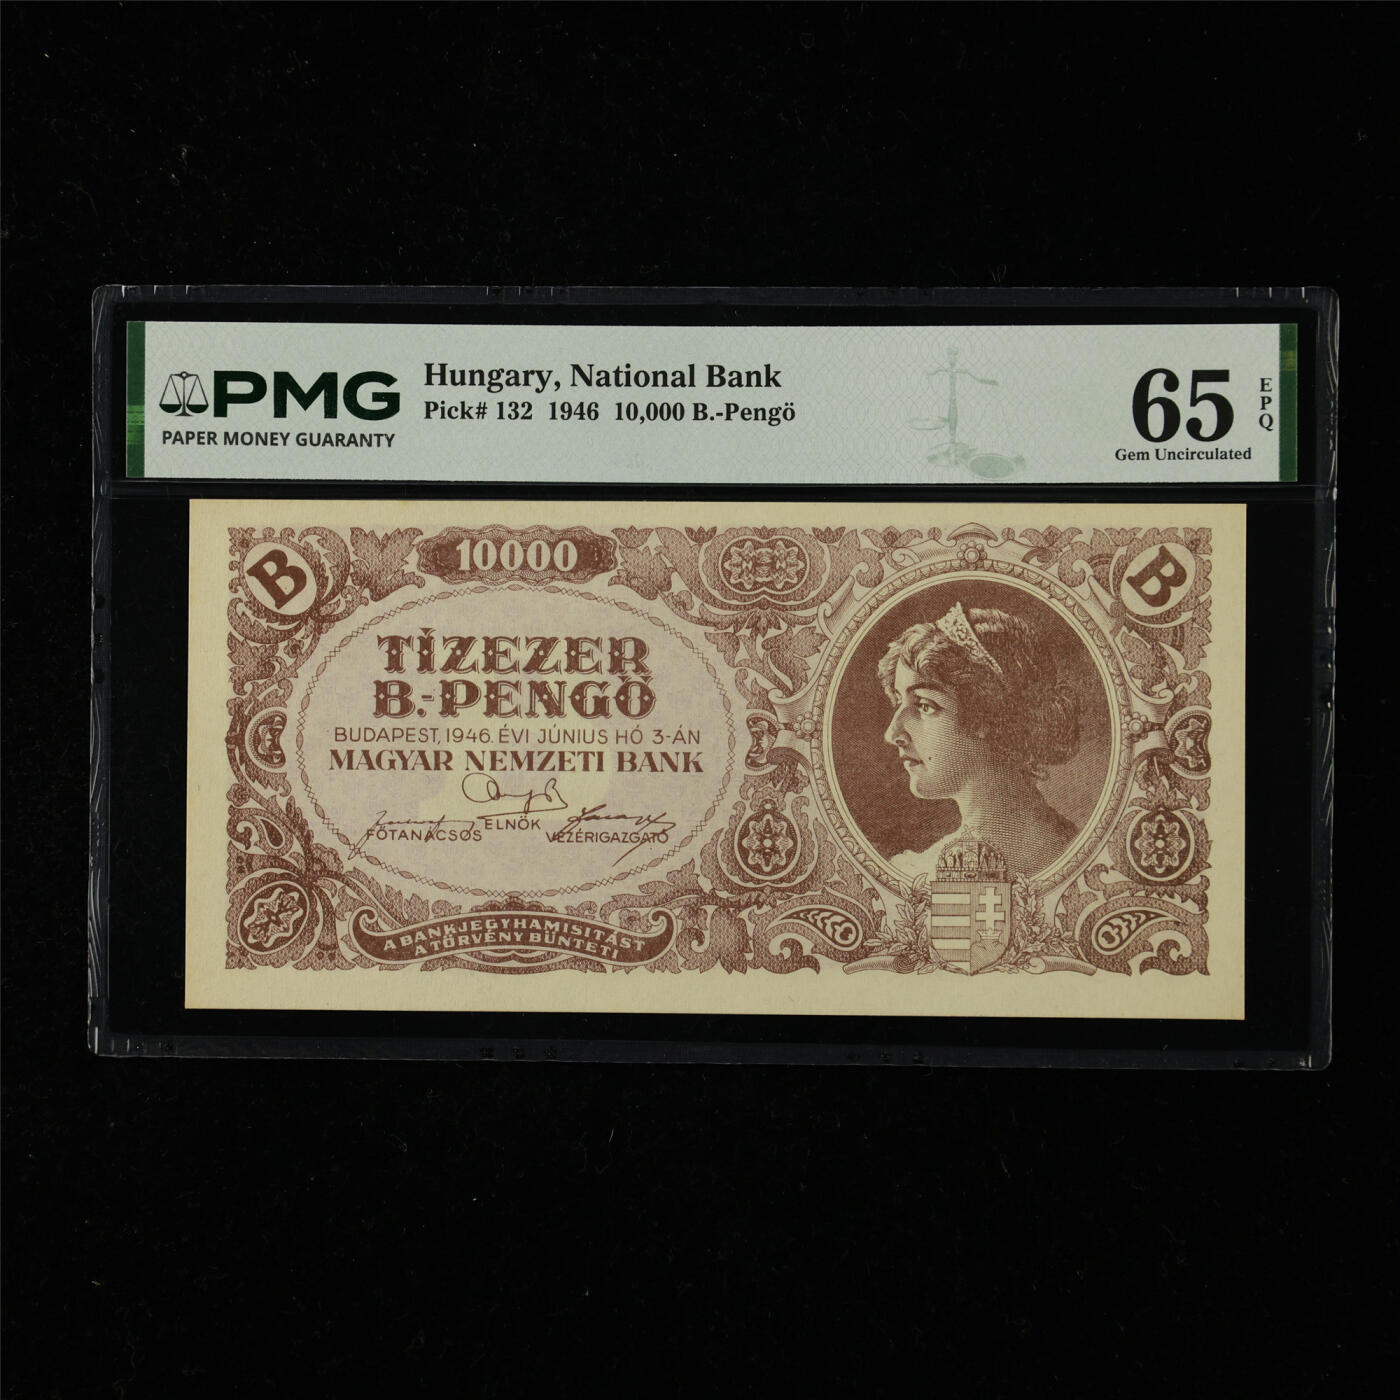 PMG
PAPER MONEY GUARANTY
Hungary, National Bank
Pick# 132 1946 10,000 B.-Pengö
65
EPQ
Gem Uncirculated
B
10000
B
TÍZEZER
B.-PENGŐ
BUDAPEST, 1946. ÉVI JÚNIUS HÓ 3-ÁN
MAGYAR NEMZETI BANK
FŐTANÁCSOS ELNÖK VEZÉRIGAZGATÓ
A BANKJEGYHAMISÍTÁST
A TÖRVÉNY BÜNTETI